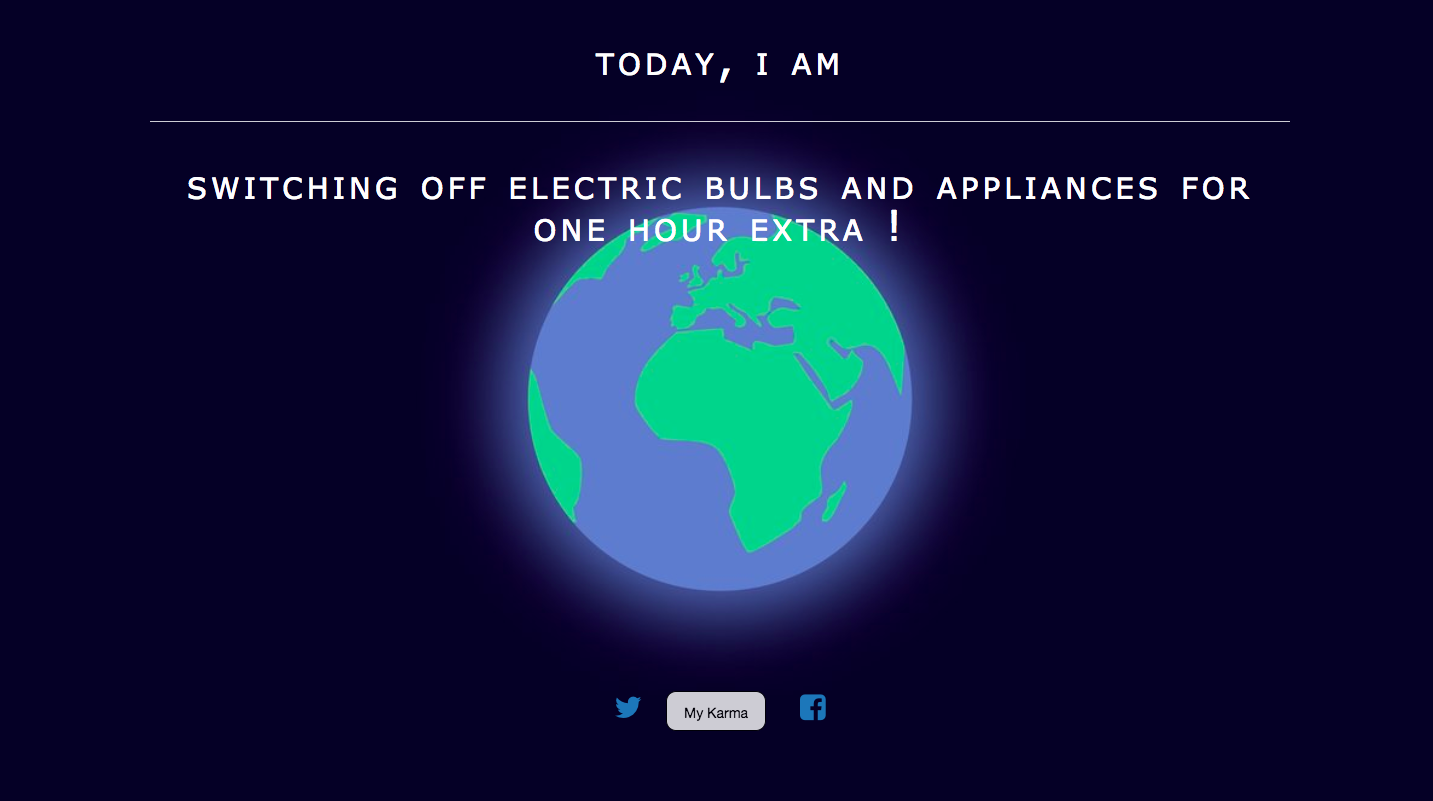 TODAY, I AM
SWITCHING OFF ELECTRIC BULBS AND APPLIANCES FOR
ONE HOUR EXTRA !
My Karma